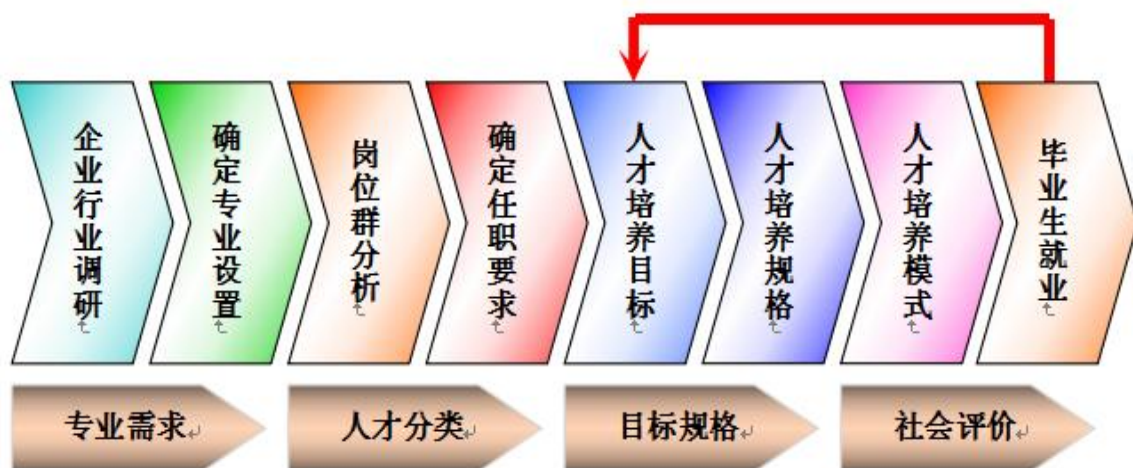 企业行业调研
确定专业设置
岗位群分析
确定任职要求
人才培养目标
人才培养规格
人才培养模式
毕业生就业
专业需求
人才分类
目标规格
社会评价